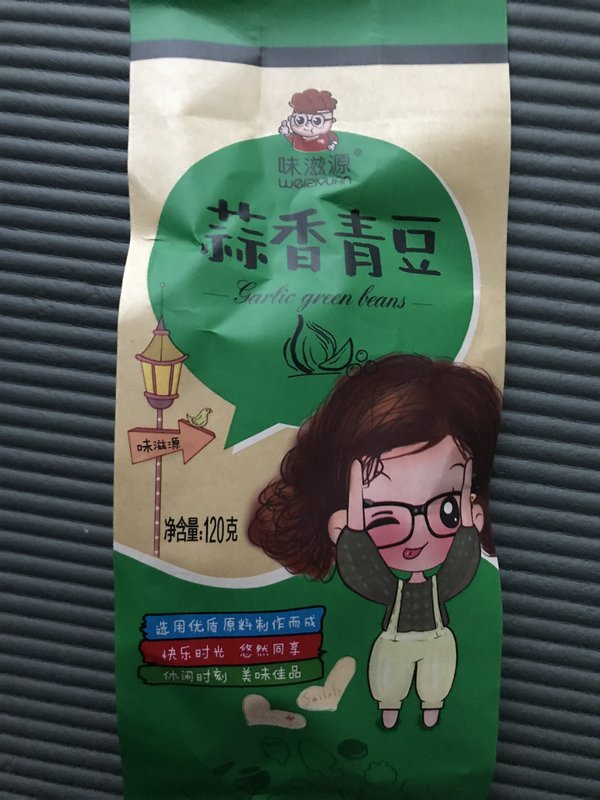 味滋源®
WEIZIYUAN
蒜香青豆
Garlic green beans
味滋源
净含量:120克
选用优质原料制作而成
快乐时光 悠然同享
休闲时刻 美味佳品